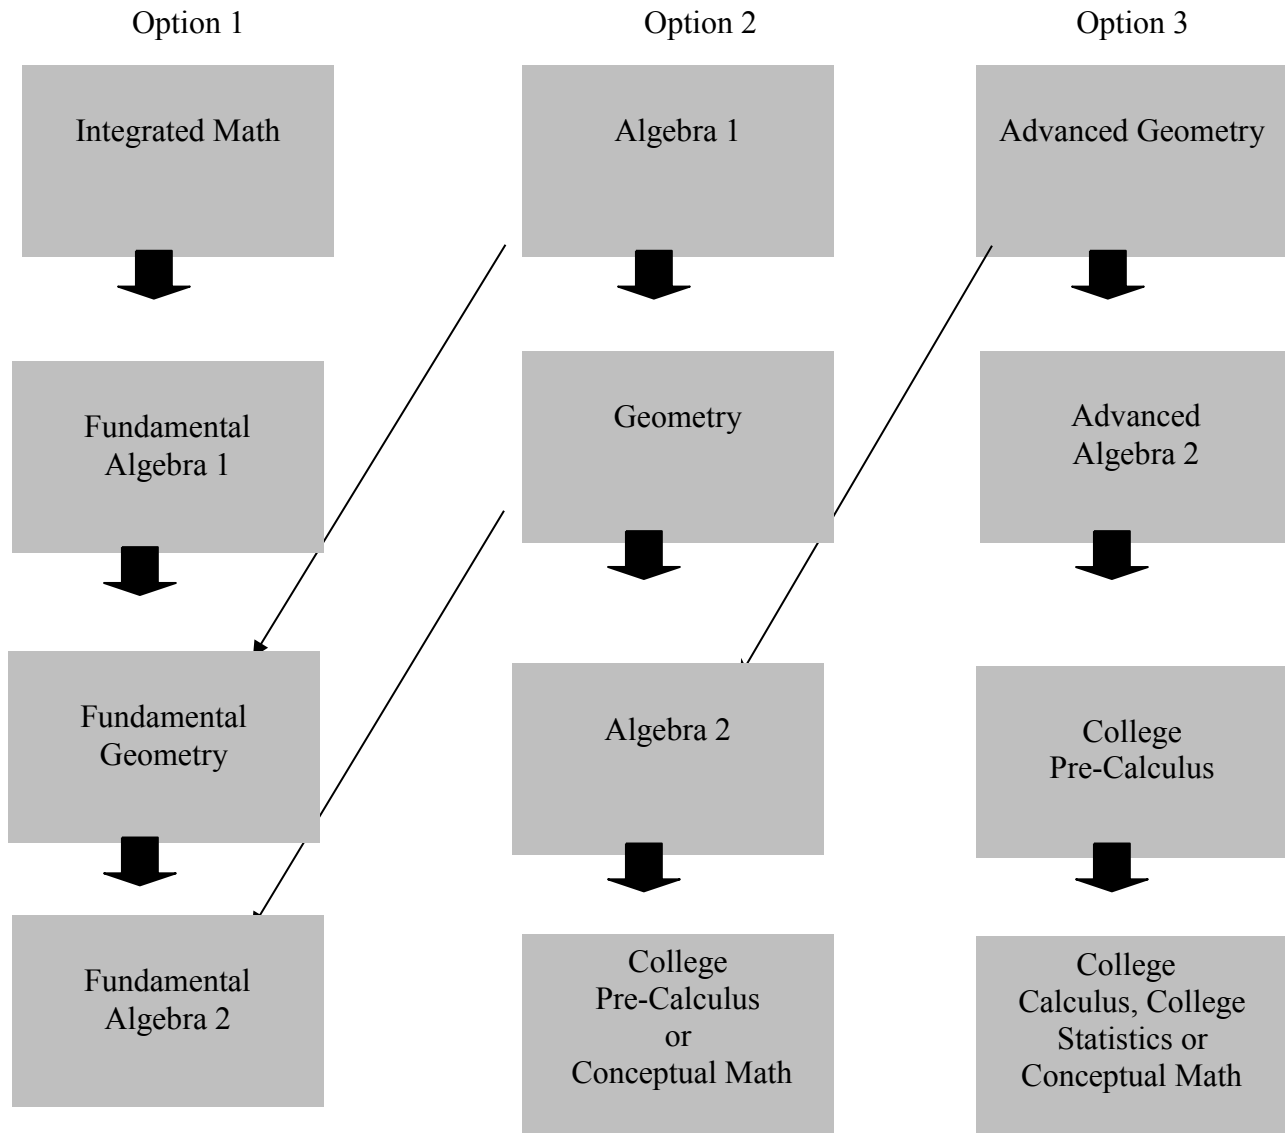 Option 1
Option 2
Option 3
Integrated Math
Algebra 1
Advanced Geometry
Fundamental
Algebra 1
Geometry
Advanced
Algebra 2
Fundamental
Geometry
Algebra 2
College
Pre-Calculus
Fundamental
Algebra 2
College
Pre-Calculus
or
Conceptual Math
College
Calculus, College
Statistics or
Conceptual Math